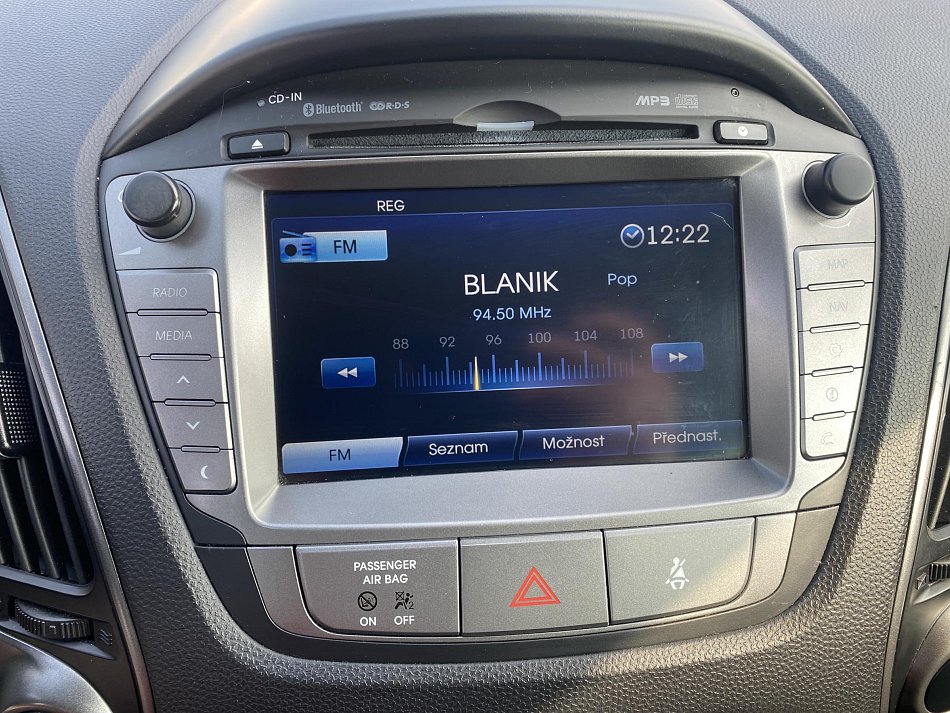 CD-IN Bluetooth R·D·S MP3
REG
FM 12:22
BLANIK Pop
94.50 MHz
88 92 96 100 104 108
FM Seznam Možnost Přednast.
RADIO
MEDIA
MAP
NAV
PASSENGER
AIR BAG
ON OFF